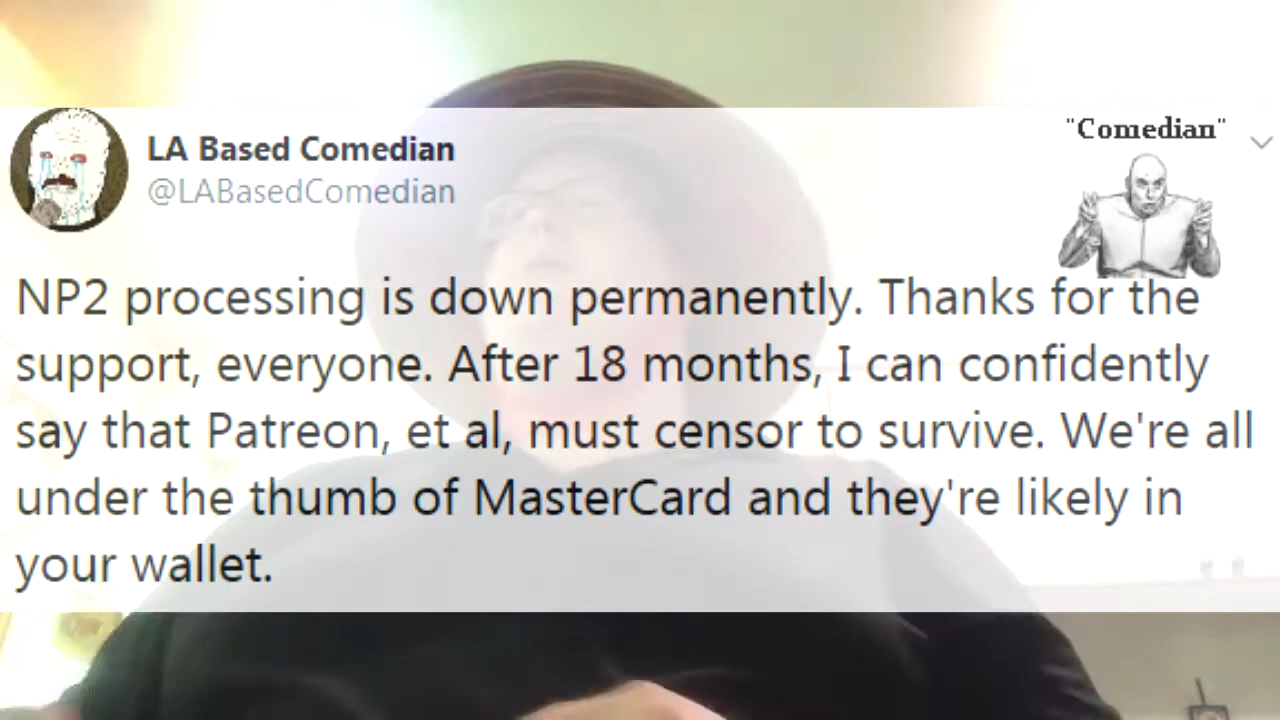 "Comedian"
LA Based Comedian
@LABasedComedian
NP2 processing is down permanently. Thanks for the
support, everyone. After 18 months, I can confidently
say that Patreon, et al, must censor to survive. We're all
under the thumb of MasterCard and they're likely in
your wallet.